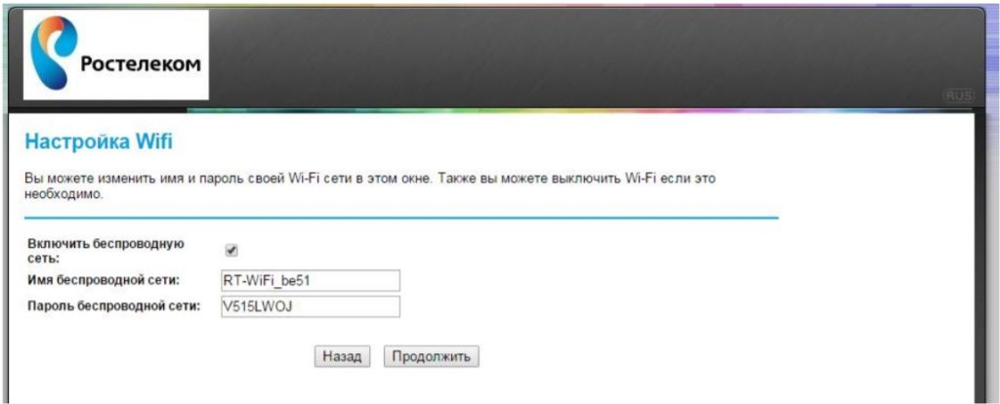 Ростелеком
RUS
Настройка Wifi
Вы можете изменить имя и пароль своей Wi-Fi сети в этом окне. Также вы можете выключить Wi-Fi если это
необходимо.
Включить беспроводную
сеть:
Имя беспроводной сети: RT-WiFi_be51
Пароль беспроводной сети: V515LWOJ
Назад Продолжить